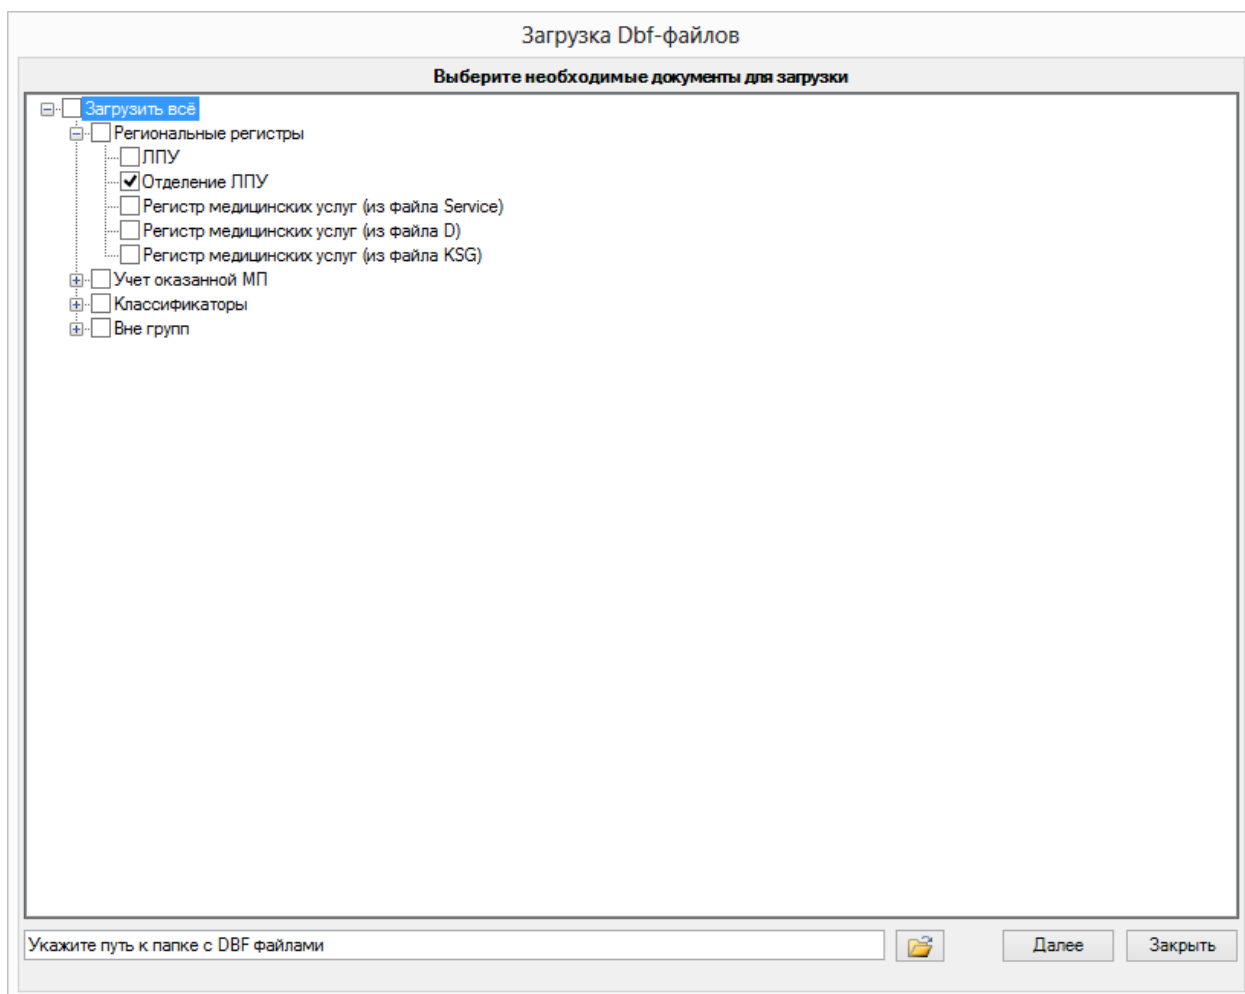 Загрузка Dbf-файлов
Выберите необходимые документы для загрузки
Загрузить всё
Региональные регистры
ЛПУ
Отделение ЛПУ
Регистр медицинских услуг (из файла Service)
Регистр медицинских услуг (из файла D)
Регистр медицинских услуг (из файла KSG)
Учет оказанной МП
Классификаторы
Вне групп
Укажите путь к папке с DBF файлами
Далее
Закрыть